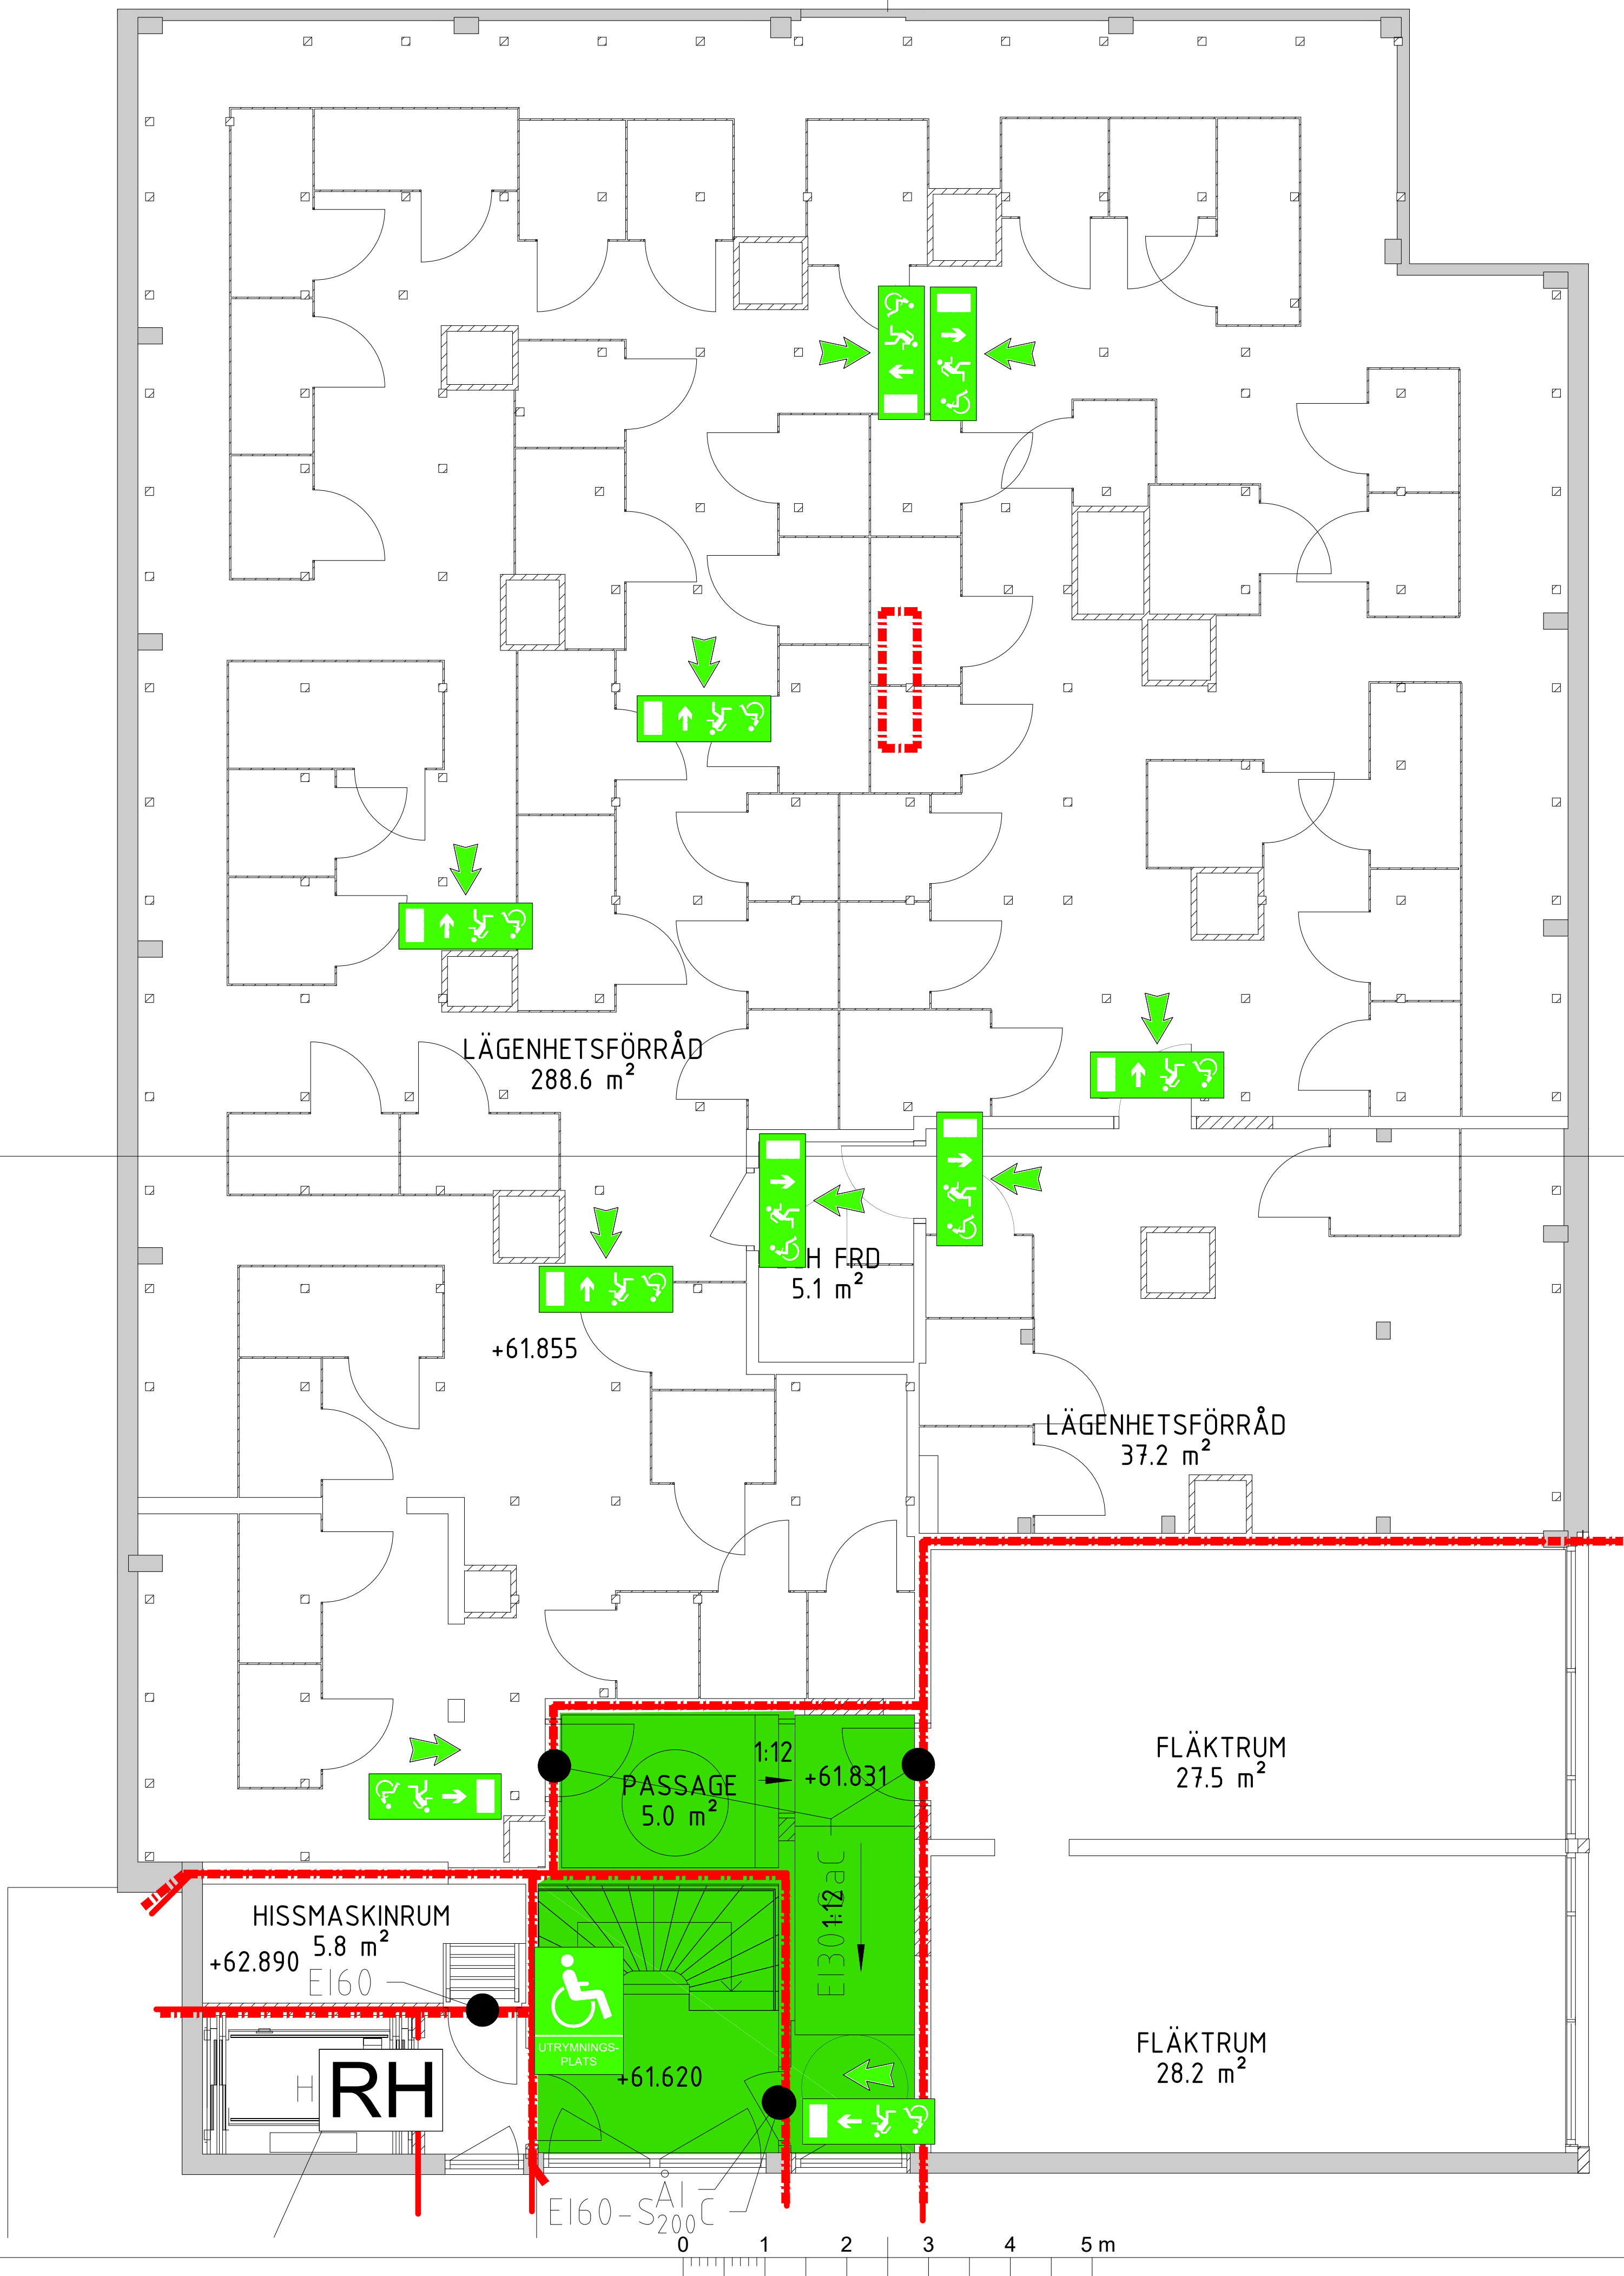 LÄGENHETSFÖRRÅD
288.6 m²
FRD
5.1 m²
+61.855
LÄGENHETSFÖRRÅD
37.2 m²
FLÄKTRUM
27.5 m²
1:12
+61.831
PASSAGE
5.0 m²
1:12
HISSMASKINRUM
5.8 m²
+62.890
EI60
UTRYMNINGS-
PLATS
+61.620
RH
FLÄKTRUM
28.2 m²
A1
EI60-S200C
0 1 2 3 4 5 m